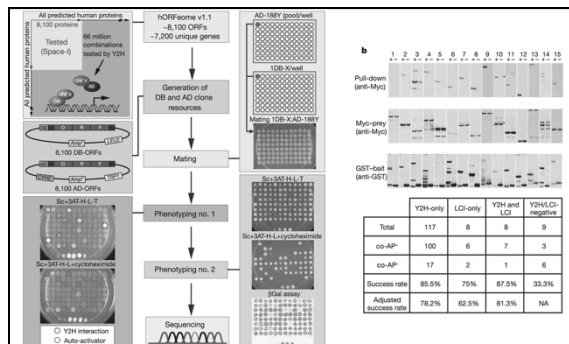 All predicted human proteins
8,100 proteins
All predicted human proteins
Tested
(Space-I)
66 million
combinations
tested by Y2H
hORFeome v1.1
~8,100 ORFs
~7,200 unique genes
Generation of
DB and AD clone
resources
Mating
Phenotyping no. 1
Phenotyping no. 2
Sequencing
8,100 DB-ORFs
8,100 AD-ORFs
Sc+3AT-H-L-T
Sc+3AT-H-L+cycloheximide
Y2H interaction
Auto-activator
AD-188Y (pool)/well
1DB-X/well
Mating 1DB-X:AD-188Y
Sc+3AT-H-L-T
Sc+3AT-H-L+cycloheximide
βGal assay
b
1 2 3 4 5 6 7 8 9 10 11 12 13 14 15
Pull-down
(anti-Myc)
Myc–prey
(anti-Myc)
GST–bait
(anti-GST)
Y2H-only LCI-only Y2H and LCI Y2H/LCI-negative
Total 117 8 8 9
co-AP⁺ 100 6 7 3
co-AP⁻ 17 2 1 6
Success rate 85.5% 75% 87.5% 33.3%
Adjusted success rate 78.2% 62.5% 81.3% NA